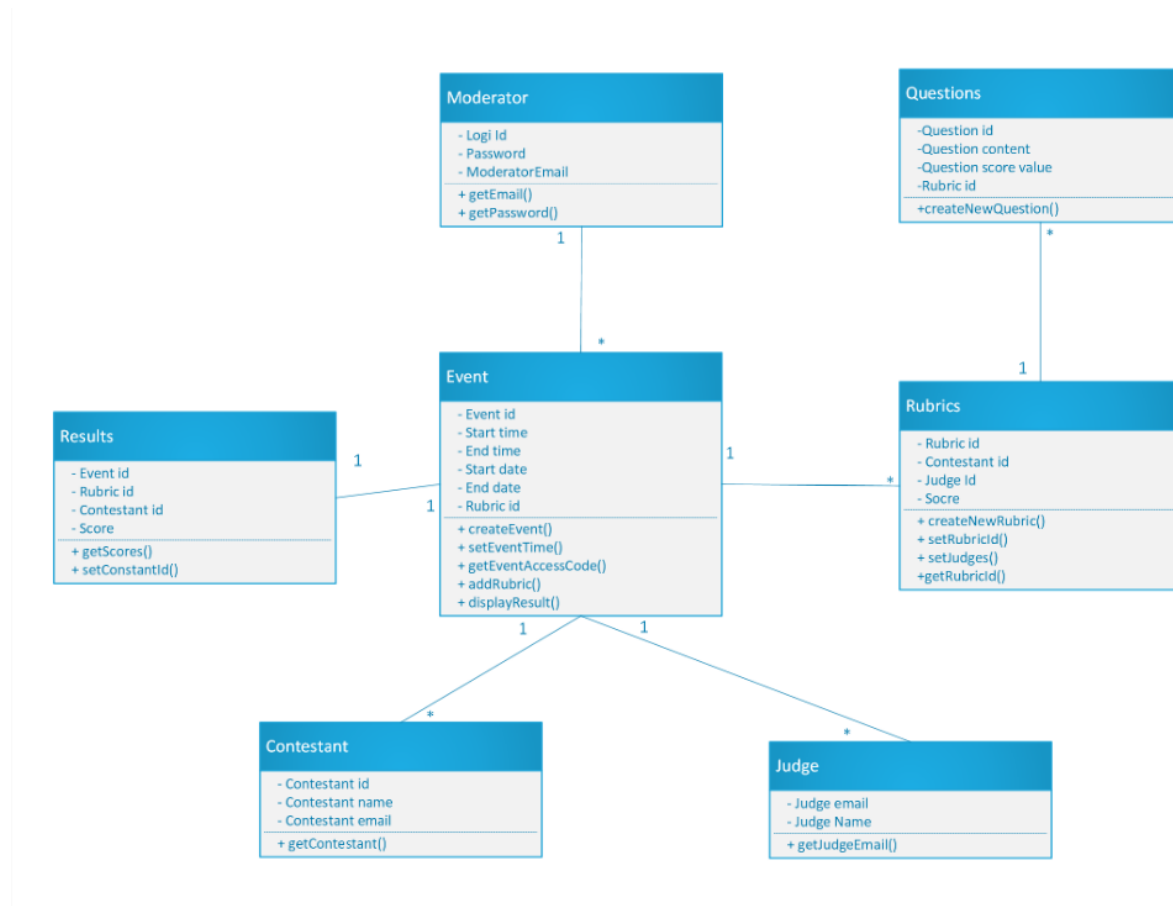 Moderator
- Logi Id
- Password
- ModeratorEmail
+ getEmail()
+ getPassword()
1
*
Questions
-Question id
-Question content
-Question score value
-Rubric id
+createNewQuestion()
*
1
Event
- Event id
- Start time
- End time
- Start date
- End date
- Rubric id
+ createEvent()
+ setEventTime()
+ getEventAccessCode()
+ addRubric()
+ displayResult()
Results
- Event id
- Rubric id
- Contestant id
- Score
+ getScores()
+ setConstantId()
1
1
1
*
Rubrics
- Rubric id
- Contestant id
- Judge Id
- Socre
+ createNewRubric()
+ setRubricId()
+ setJudges()
+getRubricId()
1
1
*
*
Contestant
- Contestant id
- Contestant name
- Contestant email
+ getContestant()
Judge
- Judge email
- Judge Name
+ getJudgeEmail()